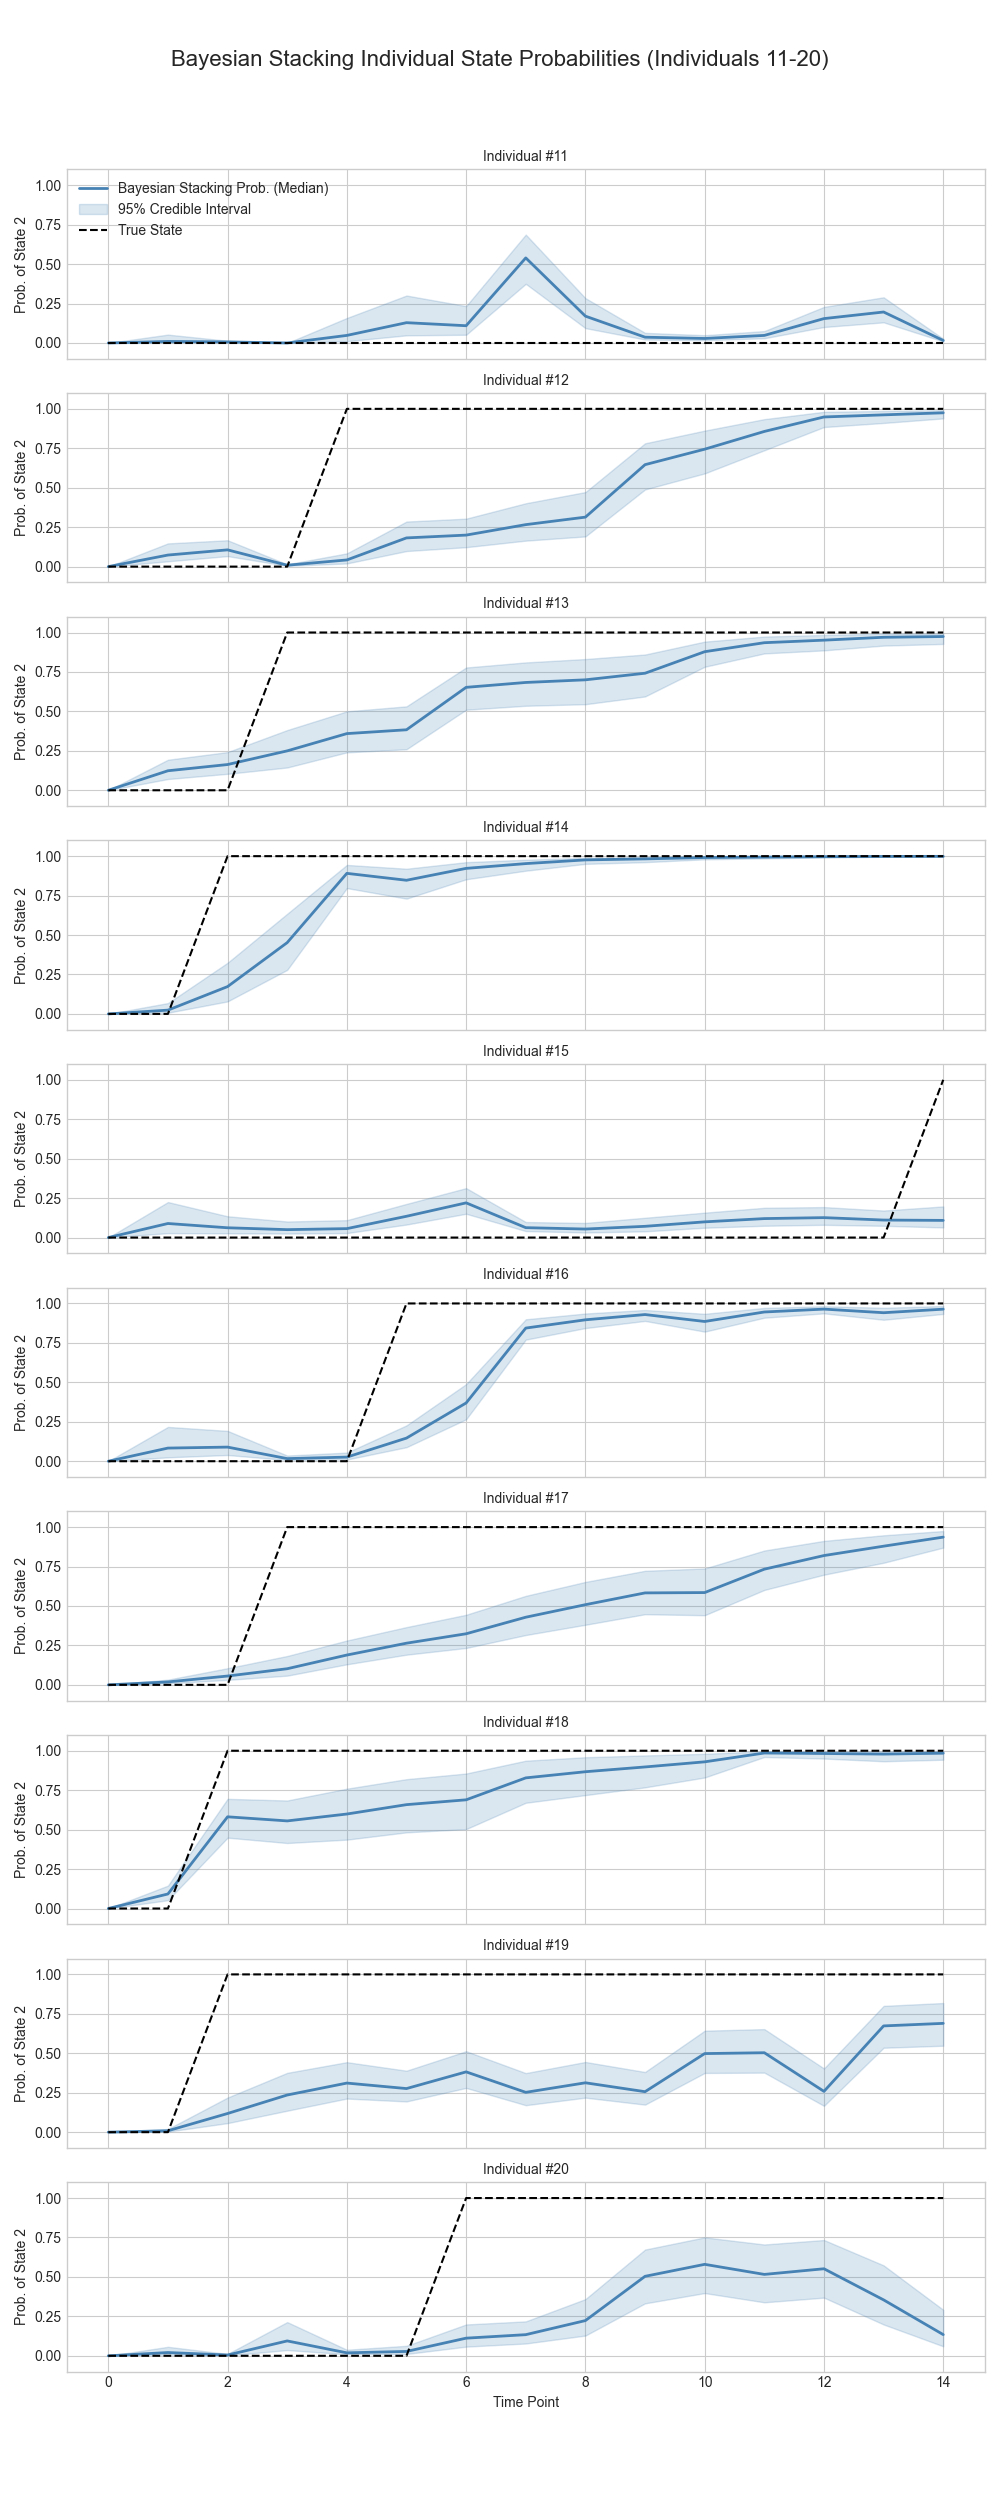 Bayesian Stacking Individual State Probabilities (Individuals 11-20)
Individual #11
Bayesian Stacking Prob. (Median)
95% Credible Interval
True State
Prob. of State 2
1.00
0.75
0.50
0.25
0.00
Individual #12
Prob. of State 2
1.00
0.75
0.50
0.25
0.00
Individual #13
Prob. of State 2
1.00
0.75
0.50
0.25
0.00
Individual #14
Prob. of State 2
1.00
0.75
0.50
0.25
0.00
Individual #15
Prob. of State 2
1.00
0.75
0.50
0.25
0.00
Individual #16
Prob. of State 2
1.00
0.75
0.50
0.25
0.00
Individual #17
Prob. of State 2
1.00
0.75
0.50
0.25
0.00
Individual #18
Prob. of State 2
1.00
0.75
0.50
0.25
0.00
Individual #19
Prob. of State 2
1.00
0.75
0.50
0.25
0.00
Individual #20
Prob. of State 2
1.00
0.75
0.50
0.25
0.00
0 2 4 6 8 10 12 14
Time Point